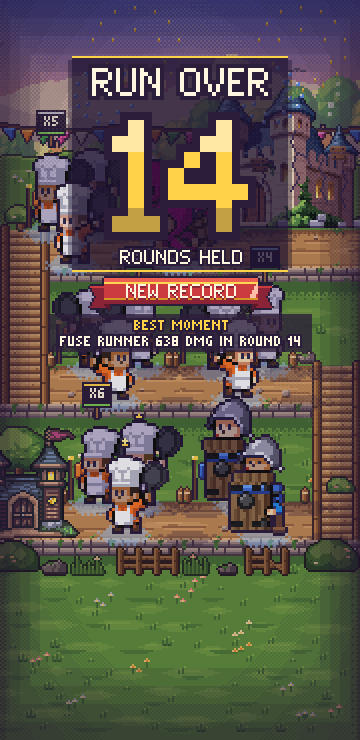 RUN OVER
X5
14
ROUNDS HELD
X4
NEW RECORD
BEST MOMENT
FUSE RUNNER 638 DMG IN ROUND 14
X6